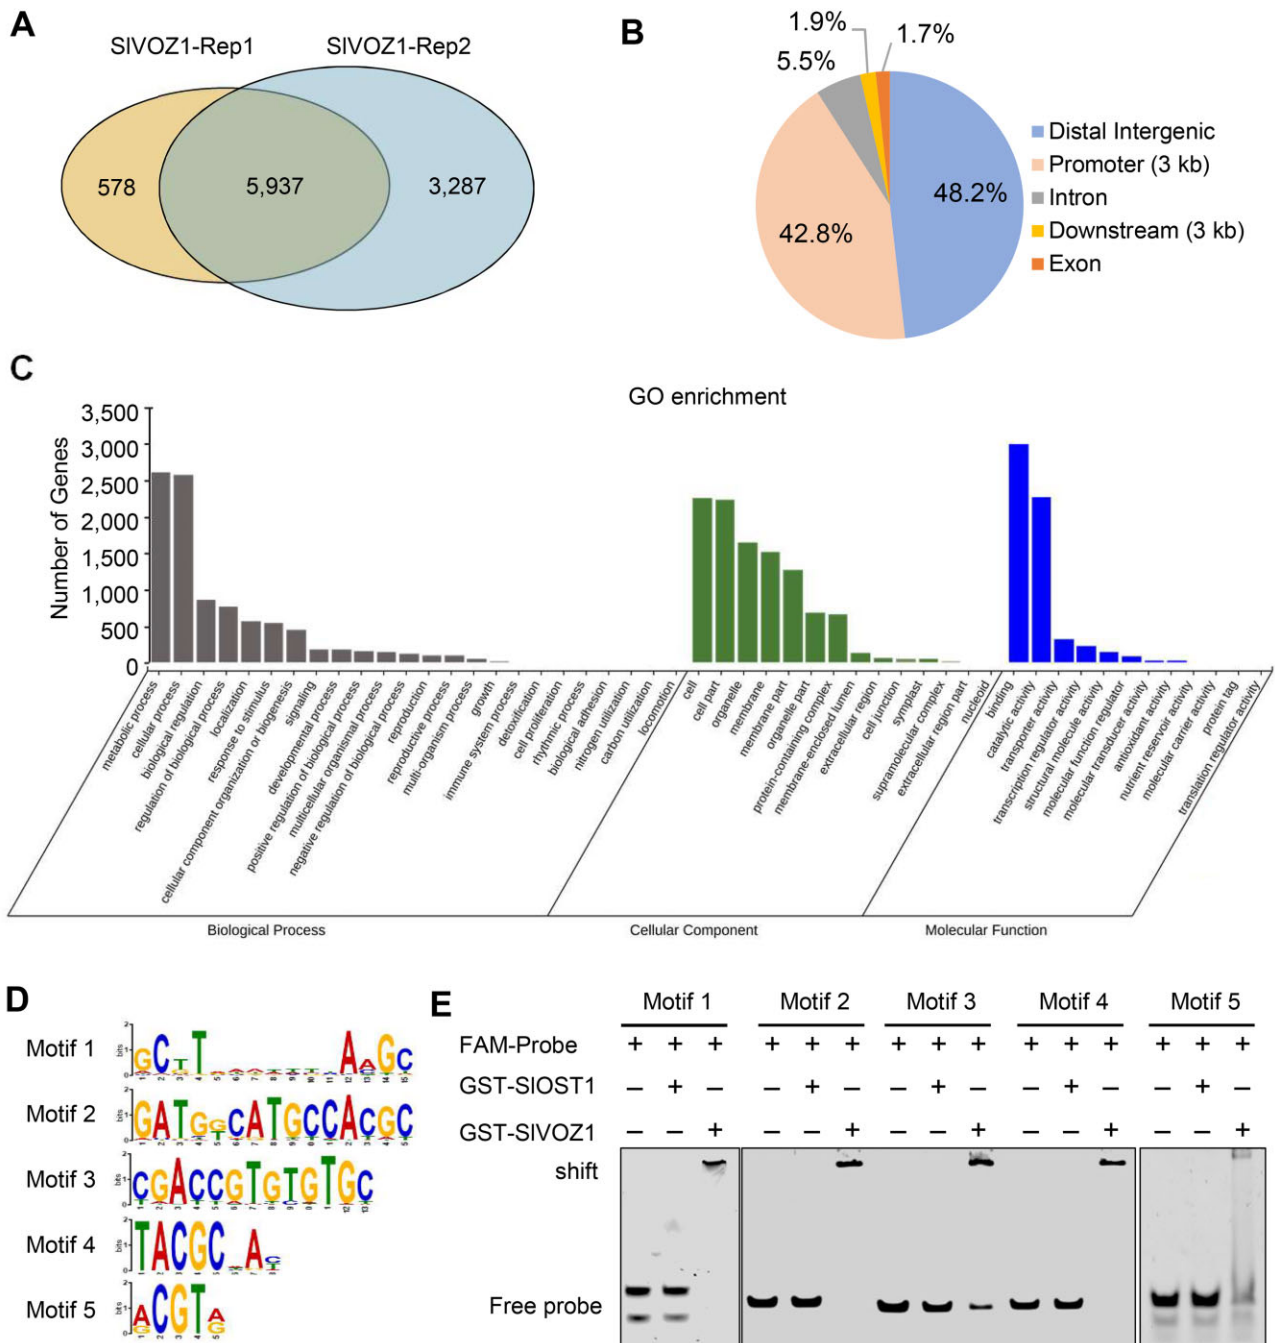 A
SlVOZ1-Rep1
SlVOZ1-Rep2
578
5,937
3,287
B
1.9%
1.7%
5.5%
48.2%
42.8%
Distal Intergenic
Promoter (3 kb)
Intron
Downstream (3 kb)
Exon
C
GO enrichment
Number of Genes
3,500
3,000
2,500
2,000
1,500
1,000
500
0
metabolic process
cellular process
biological regulation
regulation of biological process
localization
response to stimulus
cellular component organization or biogenesis
signaling
developmental process
positive regulation of biological process
multicellular organismal process
negative regulation of biological process
reproduction
reproductive process
multi-organism process
growth
immune system process
detoxification
cell proliferation
rhythmic process
biological adhesion
nitrogen utilization
carbon utilization
locomotion
cell
cell part
organelle
membrane
membrane part
organelle part
protein-containing complex
membrane-enclosed lumen
extracellular region
cell junction
symplast
supramolecular complex
extracellular region part
nucleoid
binding
catalytic activity
transporter activity
transcription regulator activity
structural molecule activity
molecular function regulator
molecular transducer activity
antioxidant activity
nutrient reservoir activity
molecular carrier activity
protein tag
translation regulator activity
Biological Process
Cellular Component
Molecular Function
D
Motif 1
Motif 2
Motif 3
Motif 4
Motif 5
E
Motif 1 Motif 2 Motif 3 Motif 4 Motif 5
FAM-Probe + + + + + + + + + + + + + + +
GST-SlOST1 – + – + – + – + – +
GST-SlVOZ1 – – + – – + – – + – – + – – +
shift
Free probe